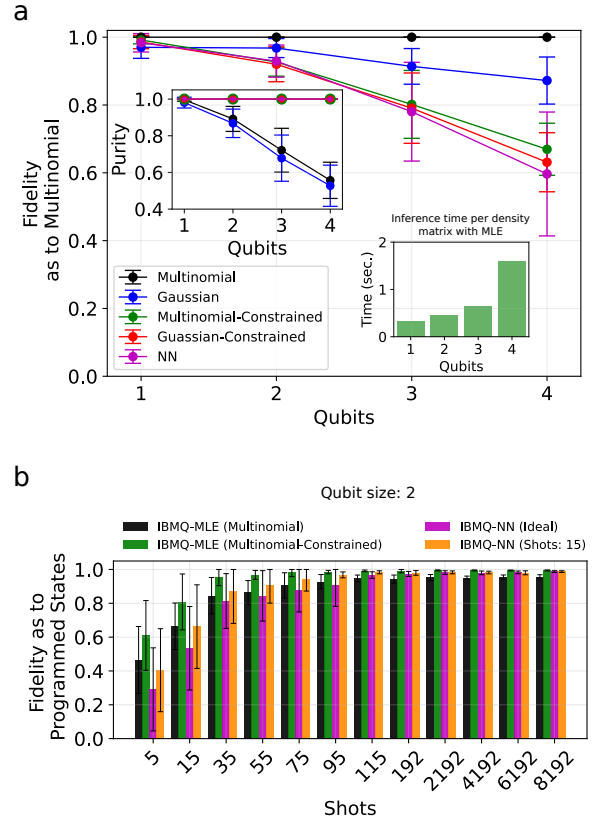 a
1.0
0.8
0.6
0.4
0.2
0.0
Fidelity
as to Multinomial
1
2
3
4
Qubits
1.0
0.8
0.6
0.4
Purity
1
2
3
4
Qubits
Inference time per density
matrix with MLE
2
1
0
Time (sec.)
1
2
3
4
Qubits
Multinomial
Gaussian
Multinomial-Constrained
Guassian-Constrained
NN
b
Qubit size: 2
IBMQ-MLE (Multinomial)
IBMQ-MLE (Multinomial-Constrained)
IBMQ-NN (Ideal)
IBMQ-NN (Shots: 15)
1.0
0.8
0.6
0.4
0.2
0.0
Fidelity as to
Programmed States
5
15
35
55
75
95
115
192
2192
4192
6192
8192
Shots